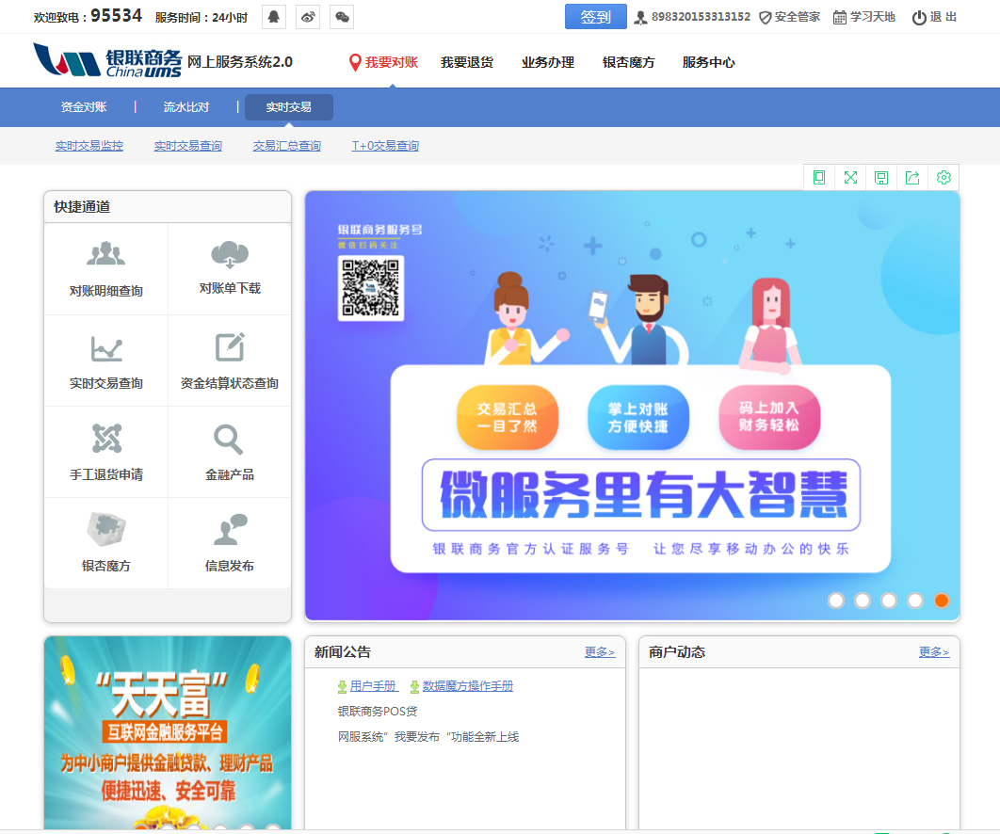 欢迎致电：95534 服务时间：24小时
签到 898320153313152 安全管家 学习天地 退 出
银联商务 China ums 网上服务系统2.0 我要对账 我要退货 业务办理 银杏魔方 服务中心
资金对账 | 流水比对 | 实时交易
实时交易监控 实时交易查询 交易汇总查询 T+0交易查询
快捷通道
对账明细查询 对账单下载
实时交易查询 资金结算状态查询
手工退货申请 金融产品
银杏魔方 信息发布
银联商务服务号
微信扫码关注
交易汇总 掌上对账 码上加入
一目了然 方便快捷 财务轻松
微服务里有大智慧
银联商务官方认证服务号 让您尽享移动办公的快乐
“天天富”
互联网金融服务平台
为中小商户提供金融贷款、理财产品
便捷迅速、安全可靠
新闻公告 更多>
用户手册 数据魔方操作手册
银联商务POS贷
网服系统”我要发布“功能全新上线
商户动态 更多>